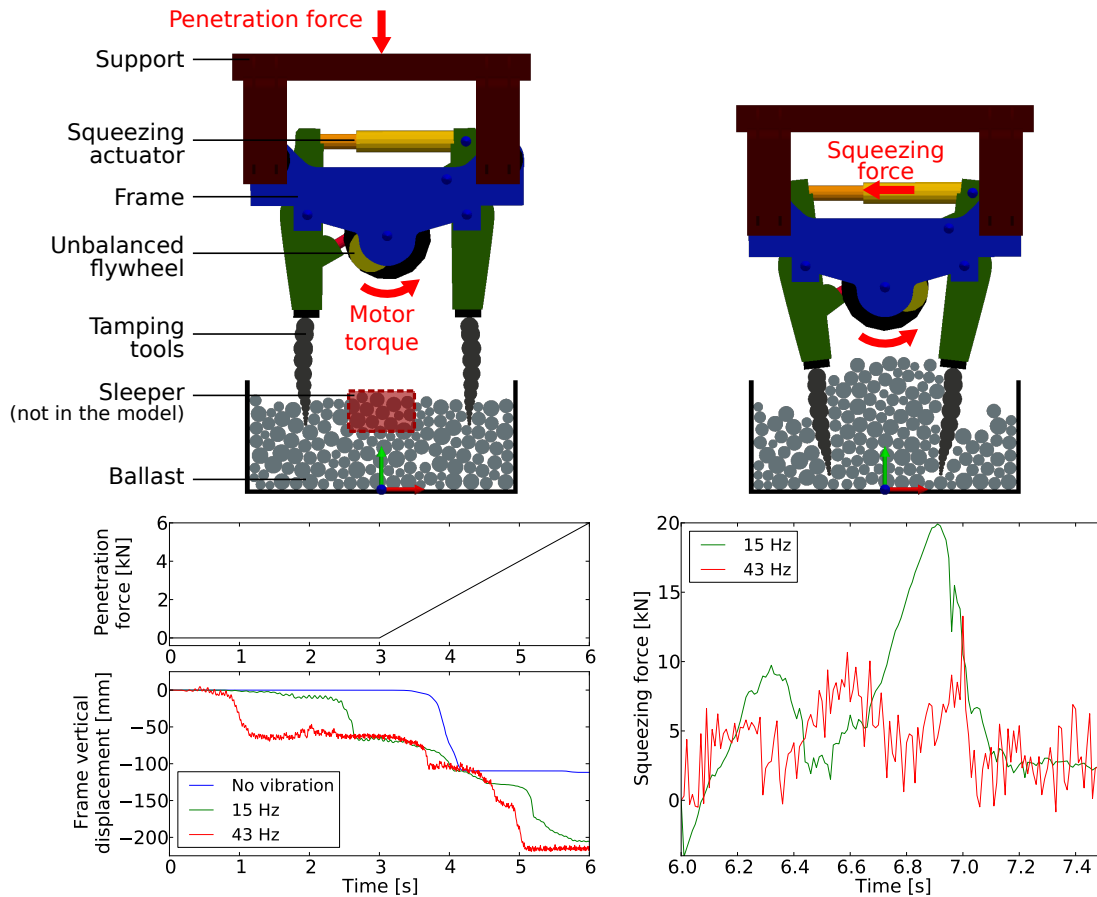 Penetration force
Support
Squeezing
actuator
Frame
Unbalanced
flywheel
Motor
torque
Tamping
tools
Sleeper
(not in the model)
Ballast
Squeezing
force
Penetration
force [kN]
6
4
2
0
0 1 2 3 4 5 6
Frame vertical
displacement [mm]
0
−50
−100
−150
−200
No vibration
15 Hz
43 Hz
0 1 2 3 4 5 6
Time [s]
Squeezing force [kN]
20
15
10
5
0
15 Hz
43 Hz
6.0 6.2 6.4 6.6 6.8 7.0 7.2 7.4
Time [s]